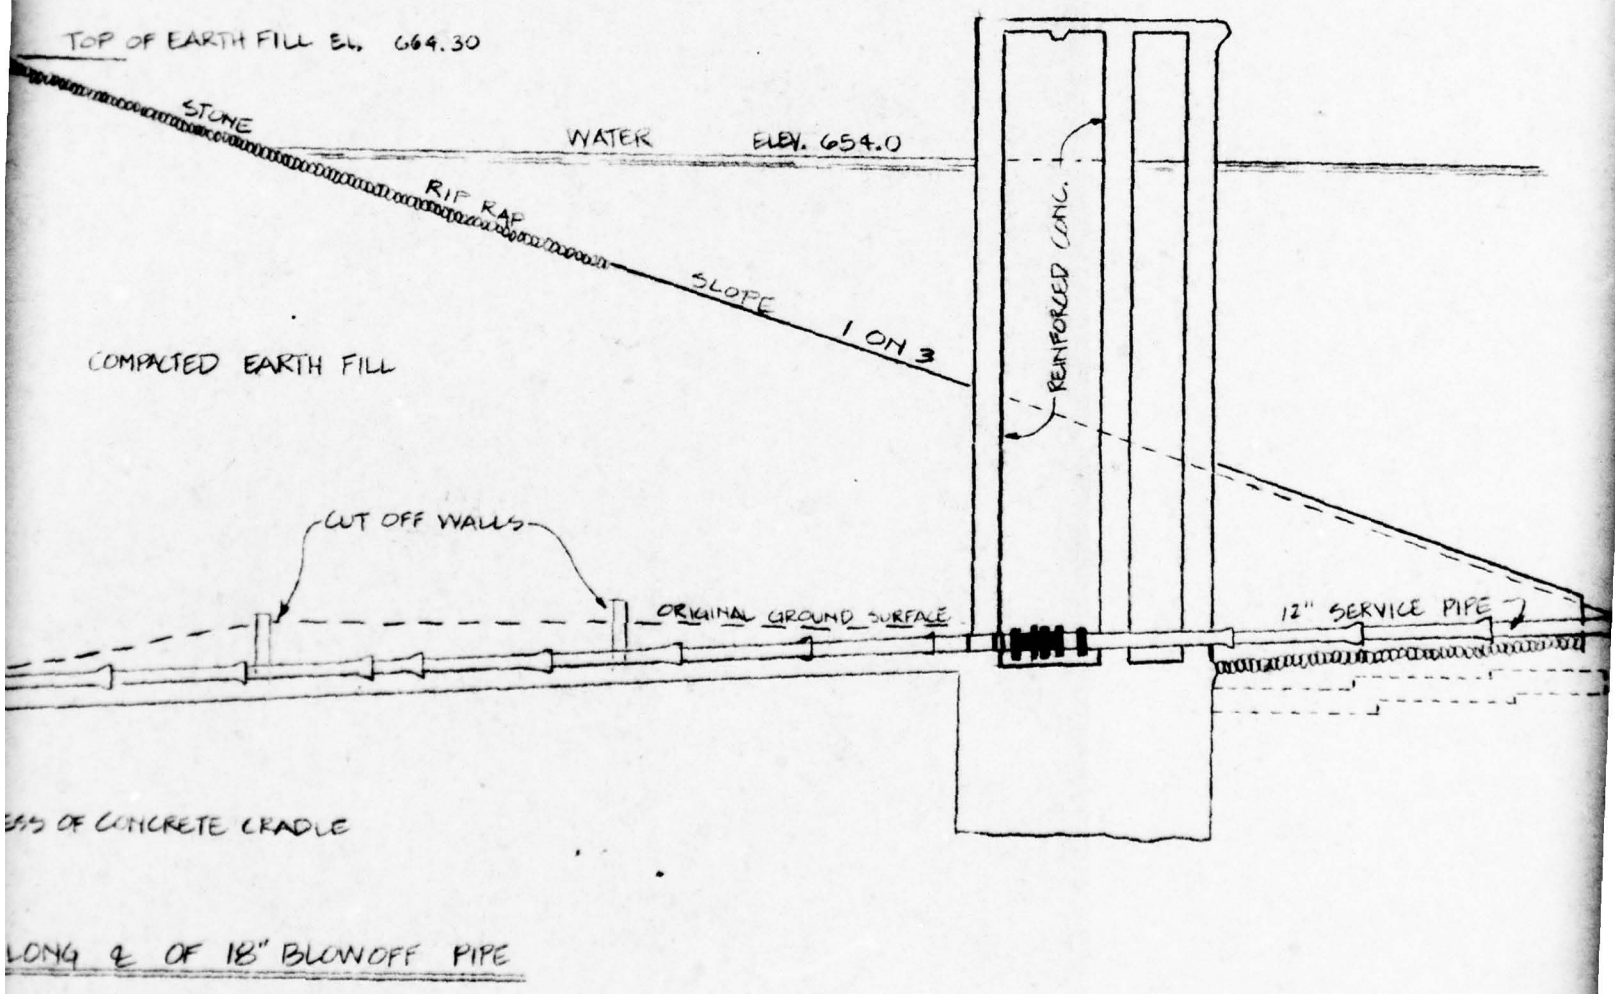 TOP OF EARTH FILL EL. 664.30
STONE
WATER ELEV. 654.0
RIP RAP
SLOPE
1 ON 3
REINFORCED CONC.
COMPACTED EARTH FILL
CUT OFF WALLS
ORIGINAL GROUND SURFACE
12" SERVICE PIPE
OF CONCRETE CRADLE
OF 18" BLOWOFF PIPE